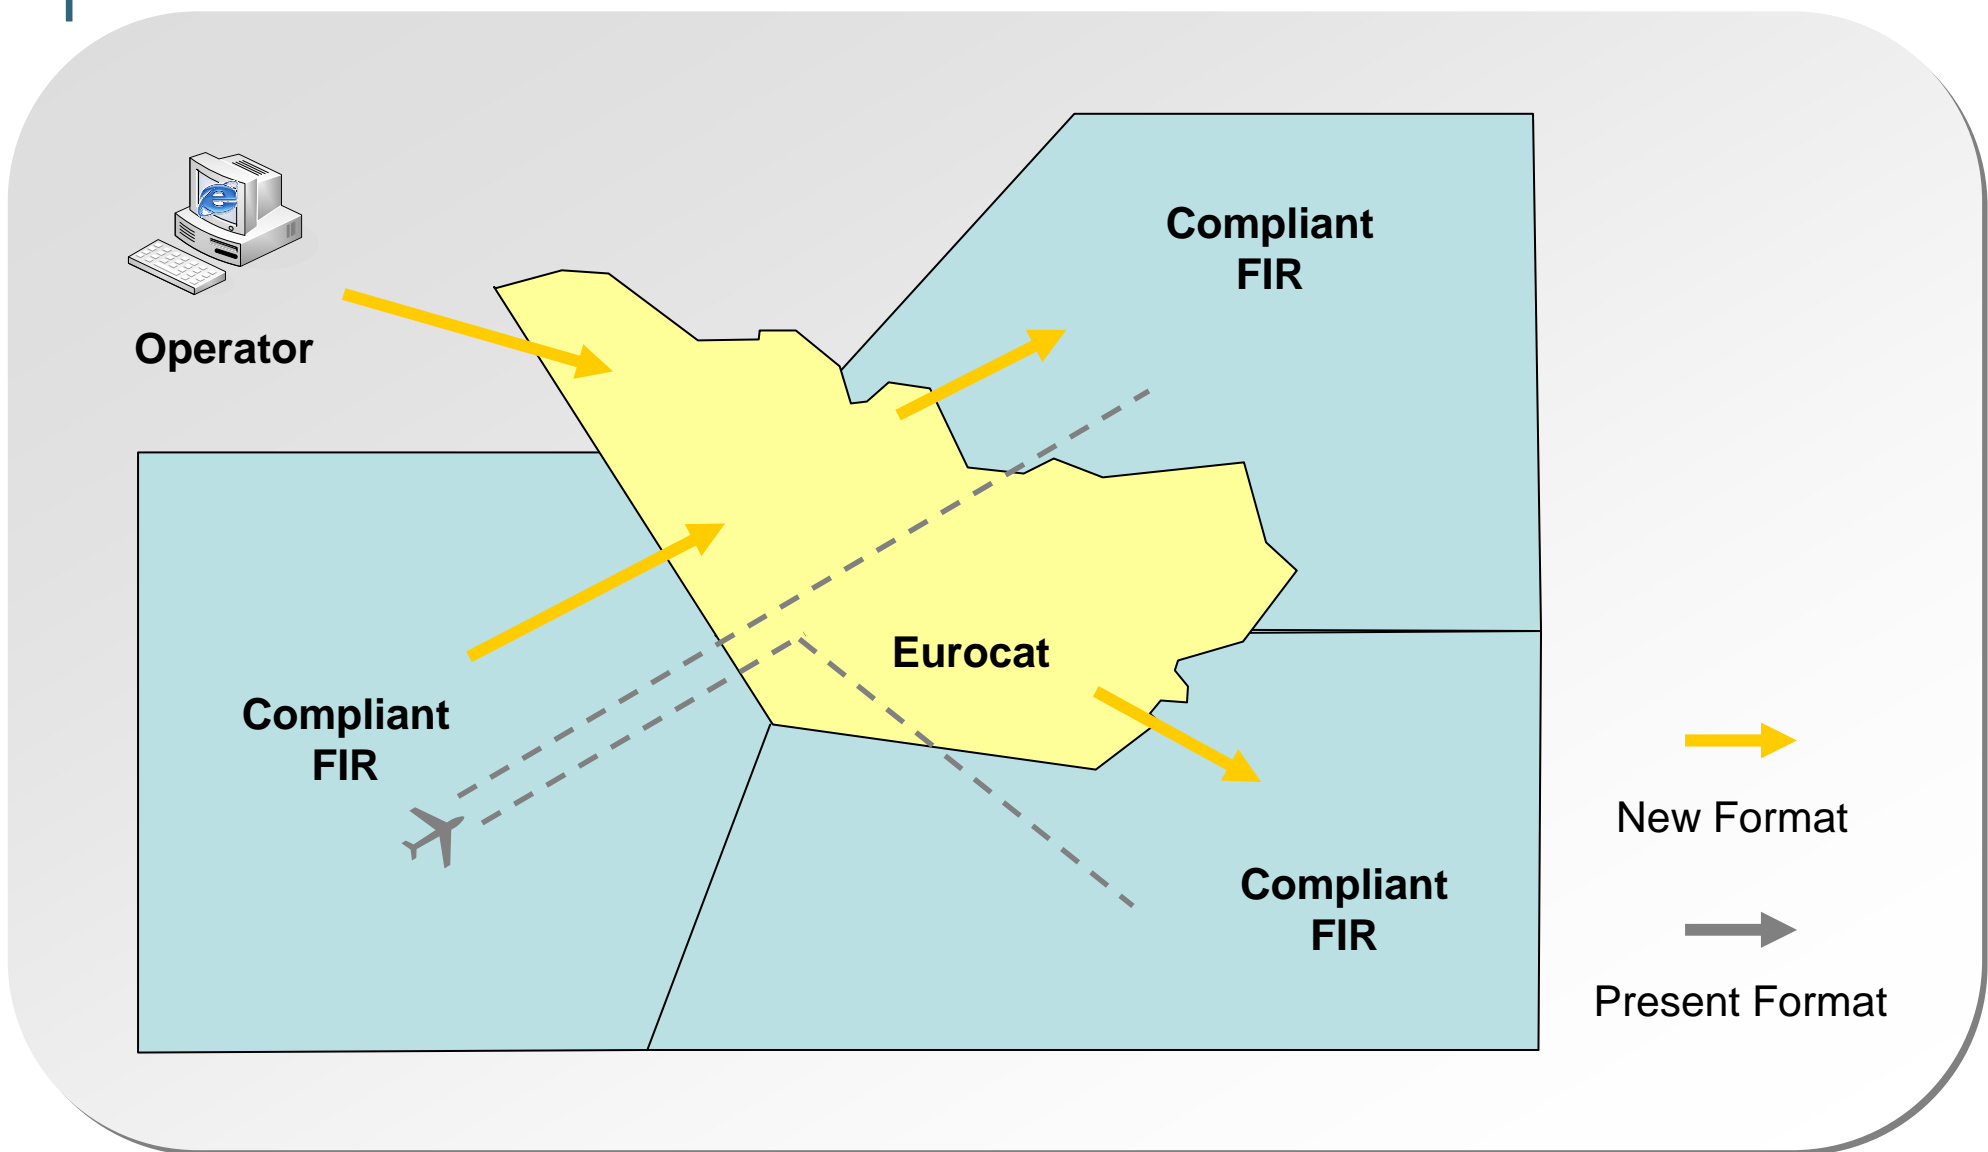 Compliant
FIR
Operator
Eurocat
Compliant
FIR
New Format
Compliant
FIR
Present Format